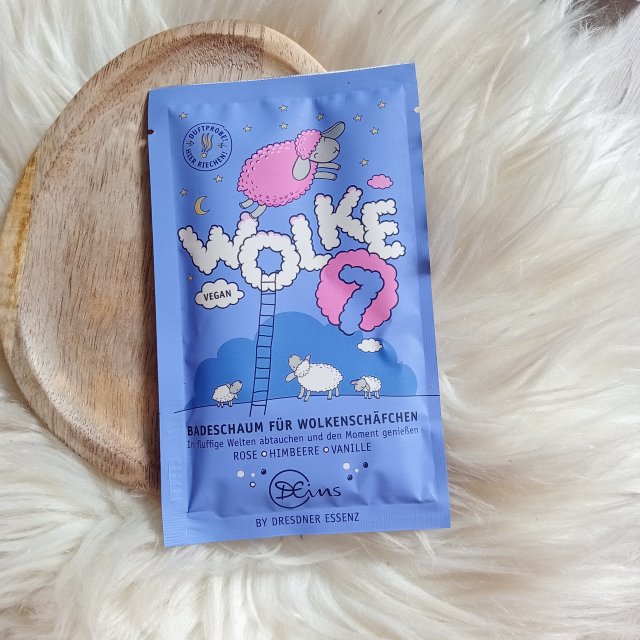 DUFTPROBE!
HIER RIECHEN!
WOLKE
7
VEGAN
BADESCHAUM FÜR WOLKENSCHÄFCHEN
In fluffige Welten abtauchen und den Moment genießen
ROSE HIMBEERE VANILLE
DEins
BY DRESDNER ESSENZ